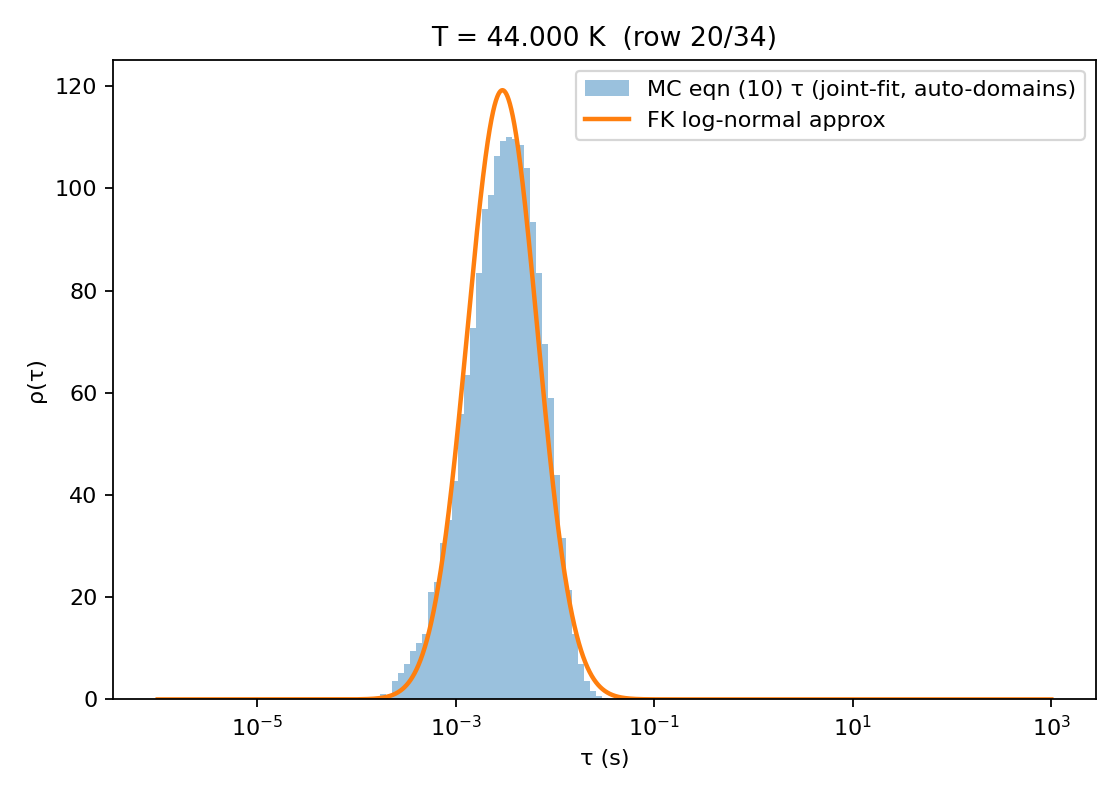 T = 44.000 K  (row 20/34)
MC eqn (10) τ (joint-fit, auto-domains)
FK log-normal approx
120
100
80
60
40
20
0
ρ(τ)
10⁻⁵
10⁻³
10⁻¹
10¹
10³
τ (s)